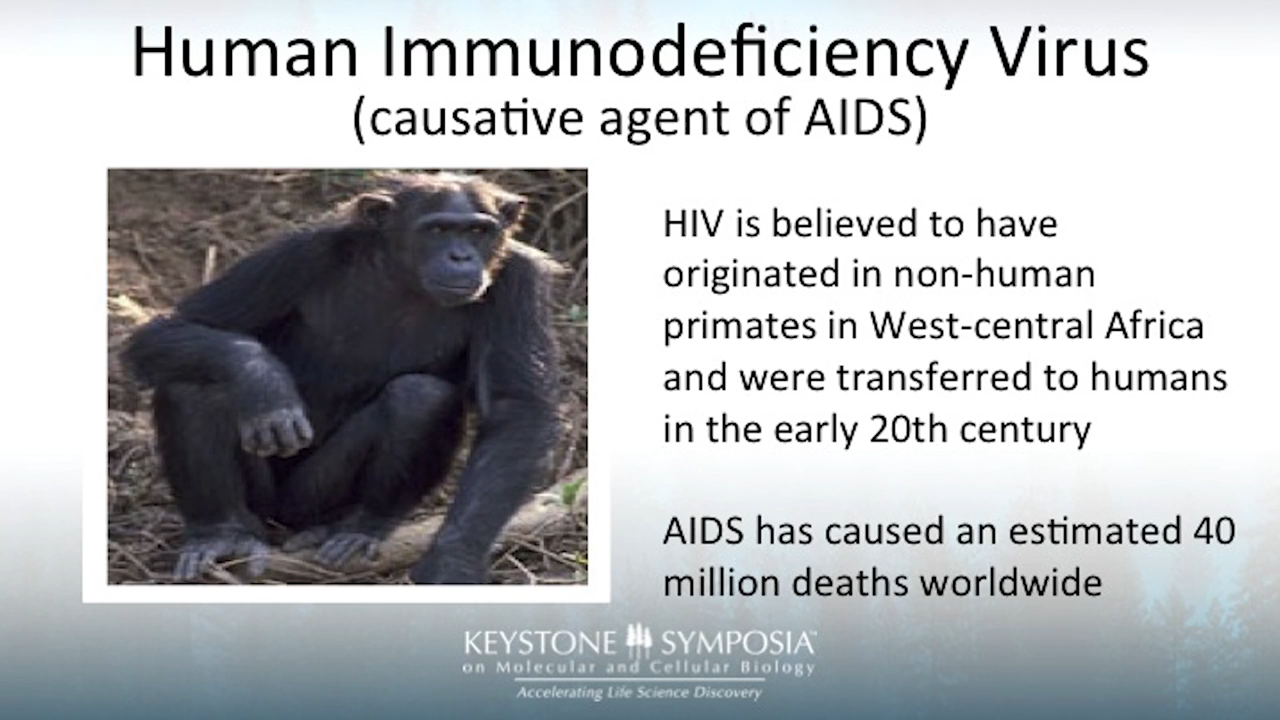 Human Immunodeficiency Virus
(causative agent of AIDS)
HIV is believed to have
originated in non-human
primates in West-central Africa
and were transferred to humans
in the early 20th century
AIDS has caused an estimated 40
million deaths worldwide
KEYSTONE SYMPOSIA™
on Molecular and Cellular Biology
Accelerating Life Science Discovery